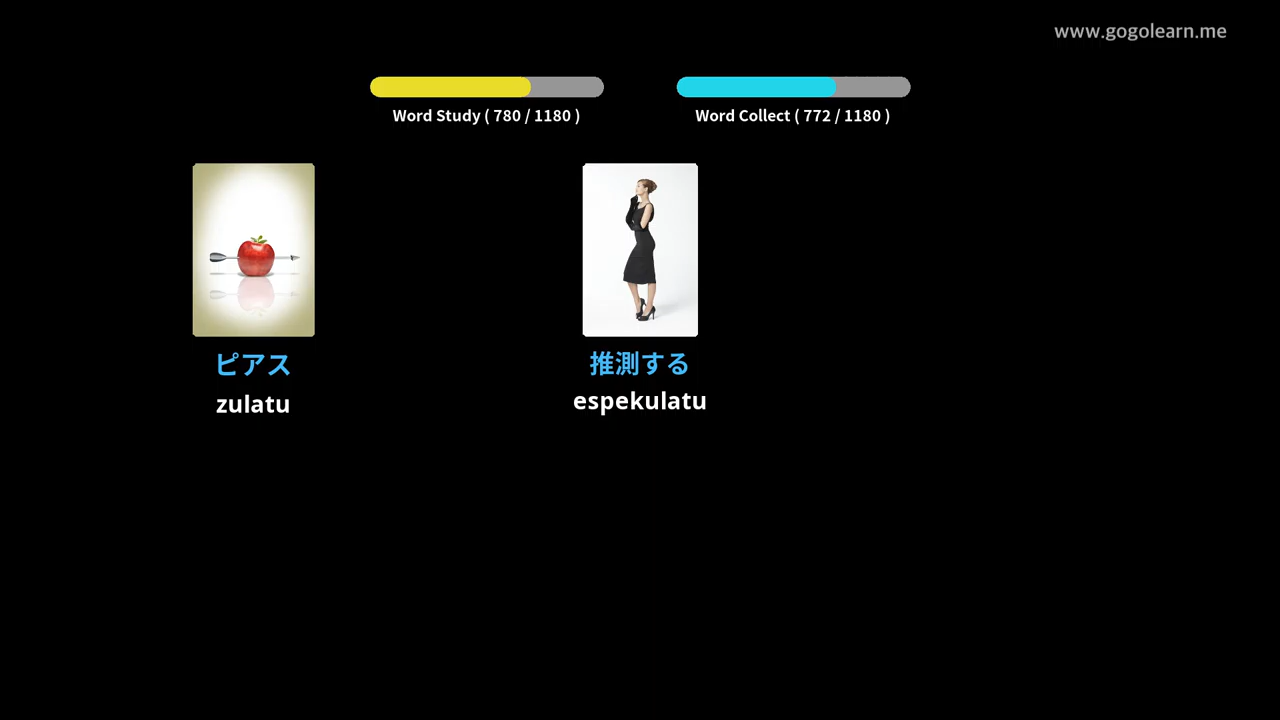 www.gogolearn.me
Word Study ( 780 / 1180 )
Word Collect ( 772 / 1180 )
ピアス
zulatu
推測する
espekulatu